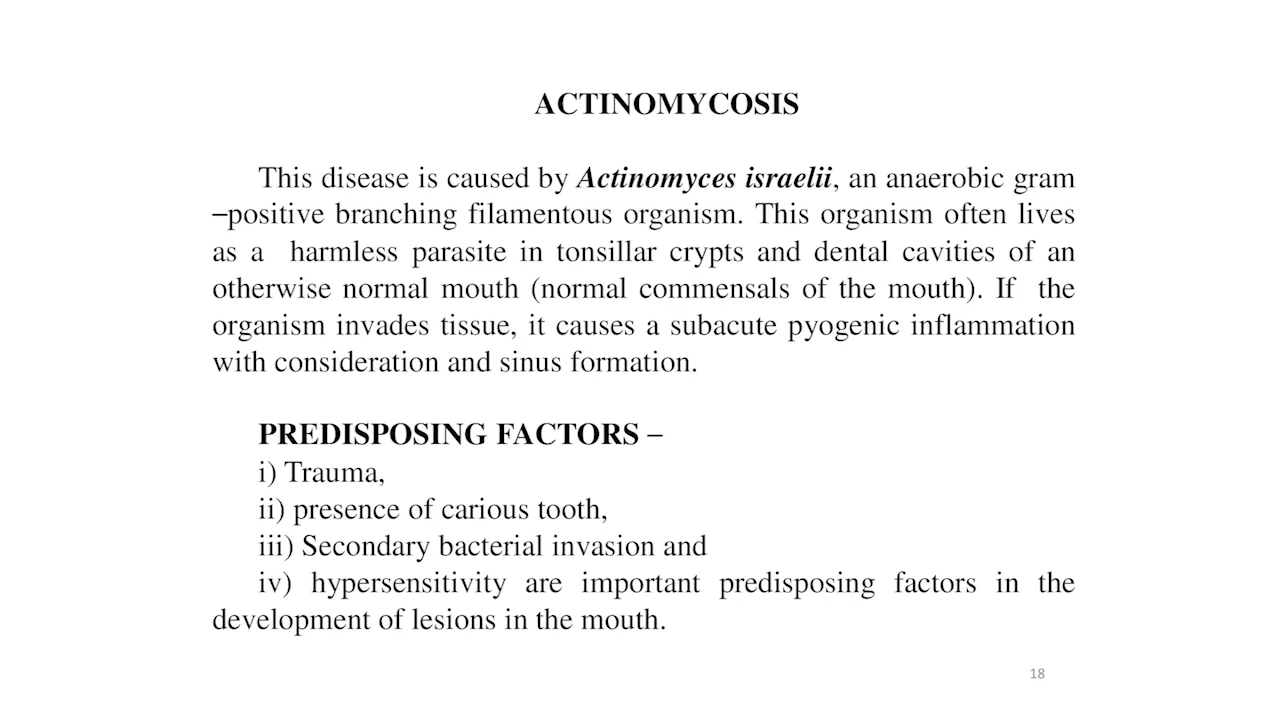 ACTINOMYCOSIS
This disease is caused by Actinomyces israelii, an anaerobic gram
–positive branching filamentous organism. This organism often lives
as a harmless parasite in tonsillar crypts and dental cavities of an
otherwise normal mouth (normal commensals of the mouth). If the
organism invades tissue, it causes a subacute pyogenic inflammation
with consideration and sinus formation.
PREDISPOSING FACTORS –
i) Trauma,
ii) presence of carious tooth,
iii) Secondary bacterial invasion and
iv) hypersensitivity are important predisposing factors in the
development of lesions in the mouth.
18